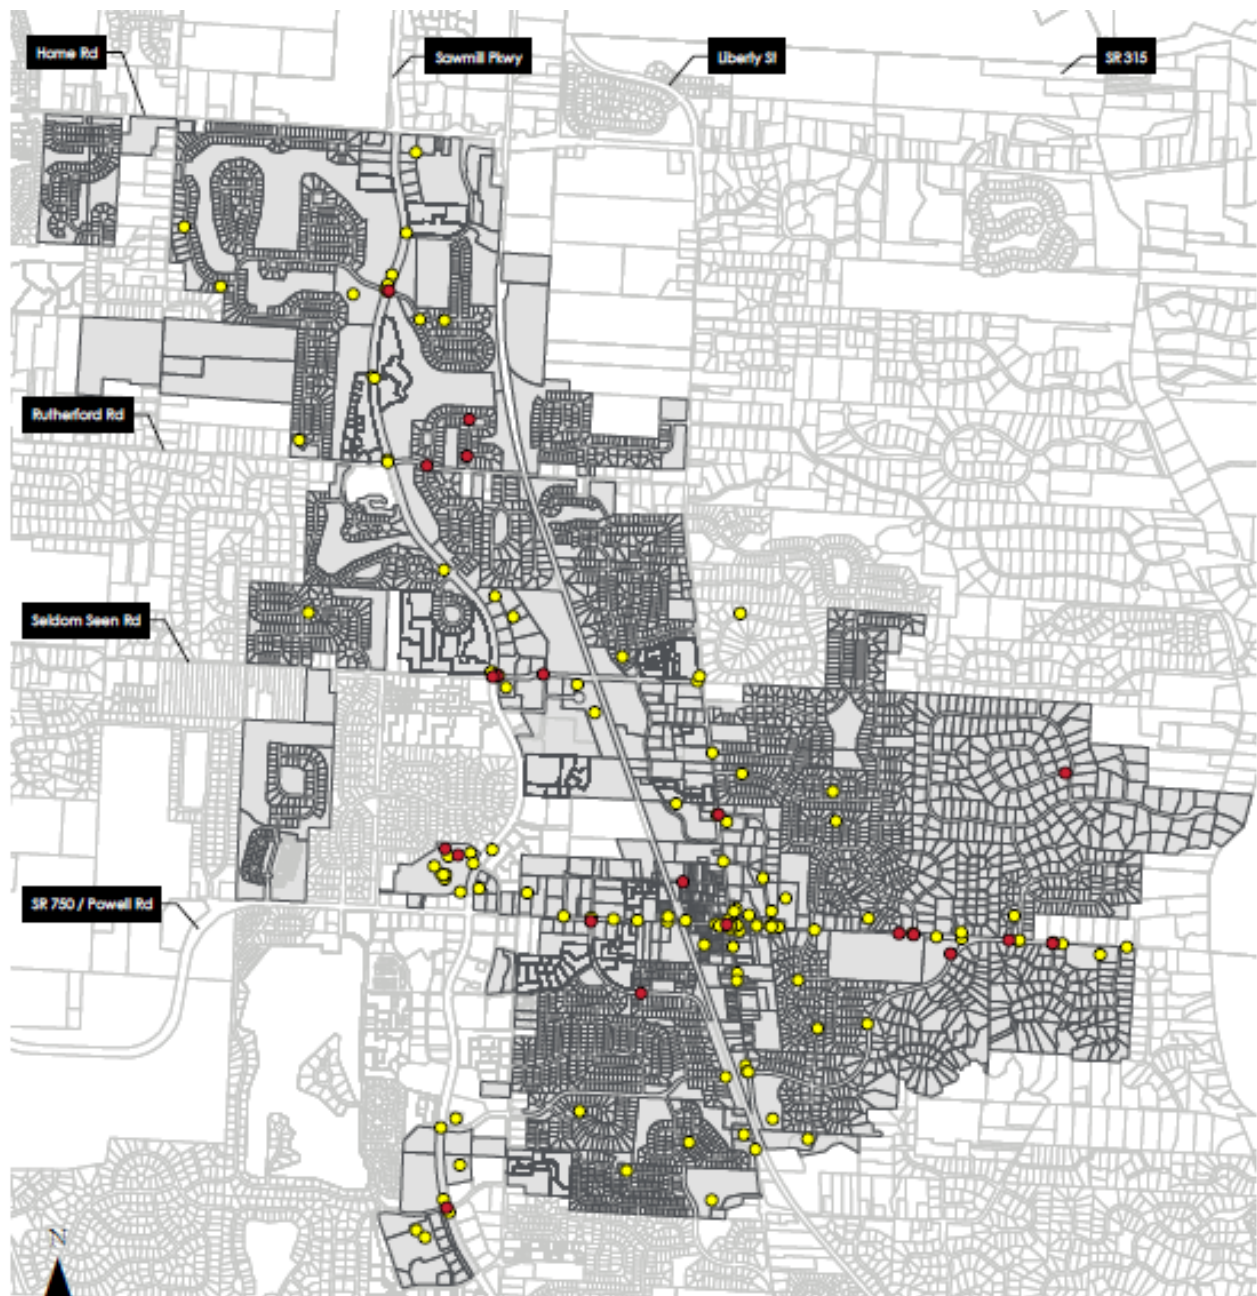 Home Rd
Sawmill Pkwy
Liberty St
SR 315
Rutherford Rd
Seldom Seen Rd
SR 750 / Powell Rd
N